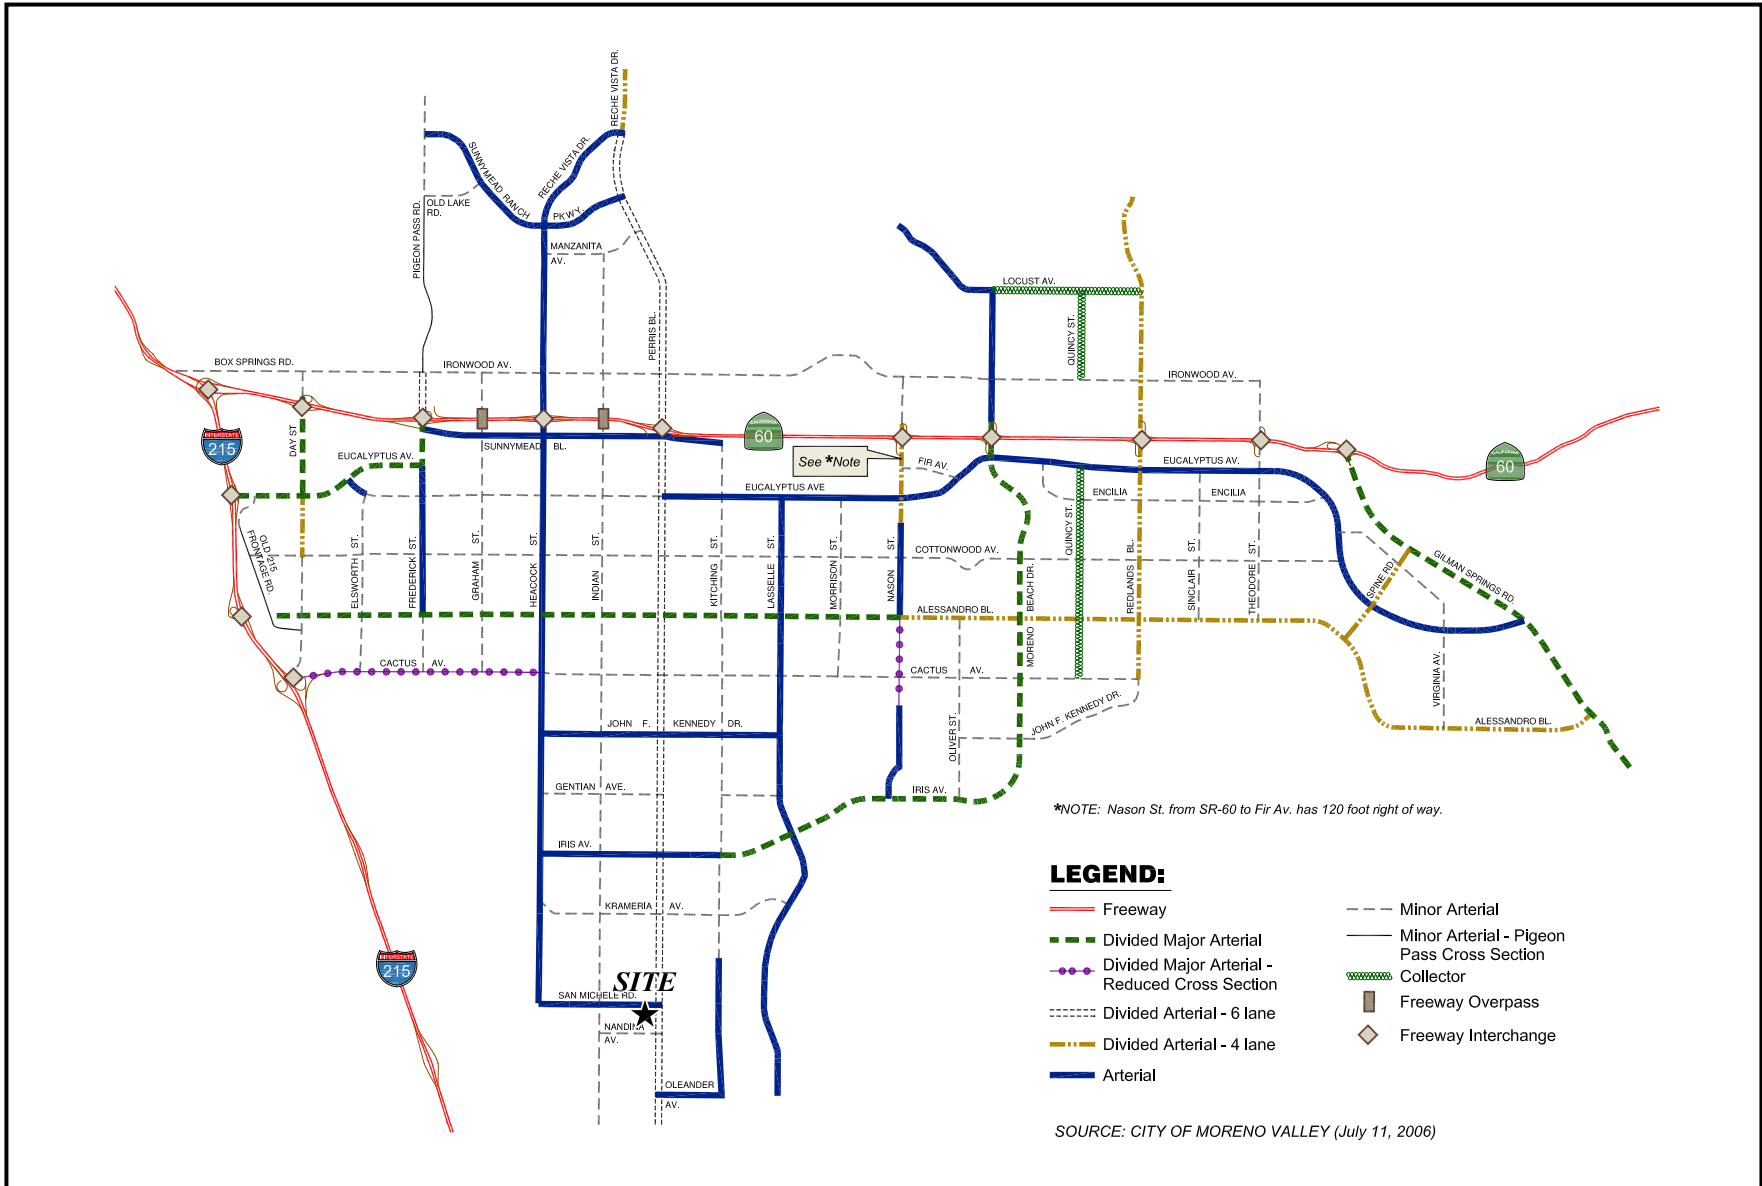 RECHE VISTA DR.
SUNNYMEAD RANCH
PKWY.
RECHE VISTA DR.
PIGEON PASS RD.
OLD LAKE
RD.
MANZANITA
AV.
PERRIS BL.
LOCUST AV.
QUINCY ST.
BOX SPRINGS RD.
IRONWOOD AV.
IRONWOOD AV.
INTERSTATE
215
DAY ST
CALIFORNIA
60
CALIFORNIA
60
SUNNYMEAD BL.
EUCALYPTUS AV.
See *Note
FIR AV.
EUCALYPTUS AV.
EUCALYPTUS AVE
ENCILIA
ENCILIA
QUINCY ST.
OLD 215
FRONTAGE RD.
ELSWORTH ST.
FREDERICK ST.
GRAHAM ST.
HEACOCK ST.
INDIAN ST.
KITCHING ST.
LASSELLE ST.
MORRISON ST.
NASON ST.
COTTONWOOD AV.
MORENO BEACH DR.
REDLANDS BL.
SINCLAIR ST.
THEODORE ST.
SPINE RD.
GILMAN SPRINGS RD.
ALESSANDRO BL.
CACTUS AV.
CACTUS AV.
VIRGINIA AV.
JOHN F. KENNEDY DR.
OLIVER ST.
JOHN F. KENNEDY DR.
ALESSANDRO BL.
GENTIAN AVE.
IRIS AV.
IRIS AV.
KRAMERIA AV.
INTERSTATE
215
SITE
SAN MICHELE RD.
NANDINA
AV.
OLEANDER
AV.
*NOTE: Nason St. from SR-60 to Fir Av. has 120 foot right of way.
LEGEND:
Freeway
Divided Major Arterial
Divided Major Arterial -
Reduced Cross Section
Divided Arterial - 6 lane
Divided Arterial - 4 lane
Arterial
Minor Arterial
Minor Arterial - Pigeon
Pass Cross Section
Collector
Freeway Overpass
Freeway Interchange
SOURCE: CITY OF MORENO VALLEY (July 11, 2006)